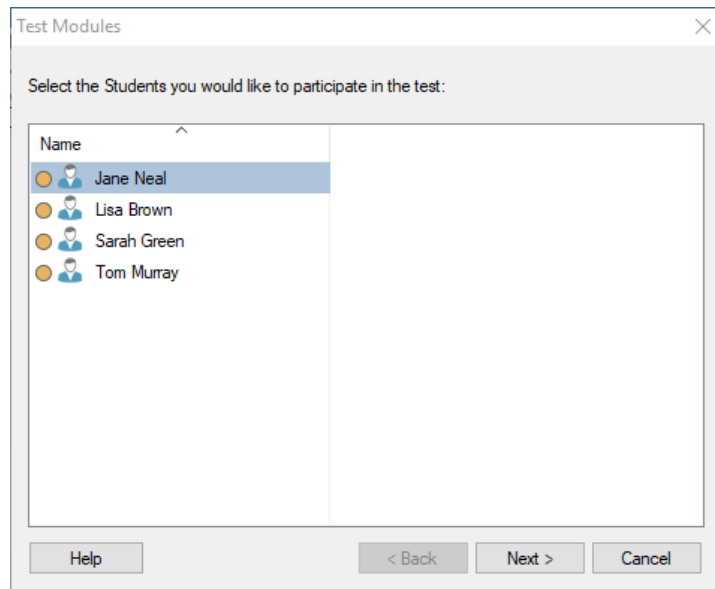 Test Modules
Select the Students you would like to participate in the test:
Name
Jane Neal
Lisa Brown
Sarah Green
Tom Murray
Help < Back Next > Cancel